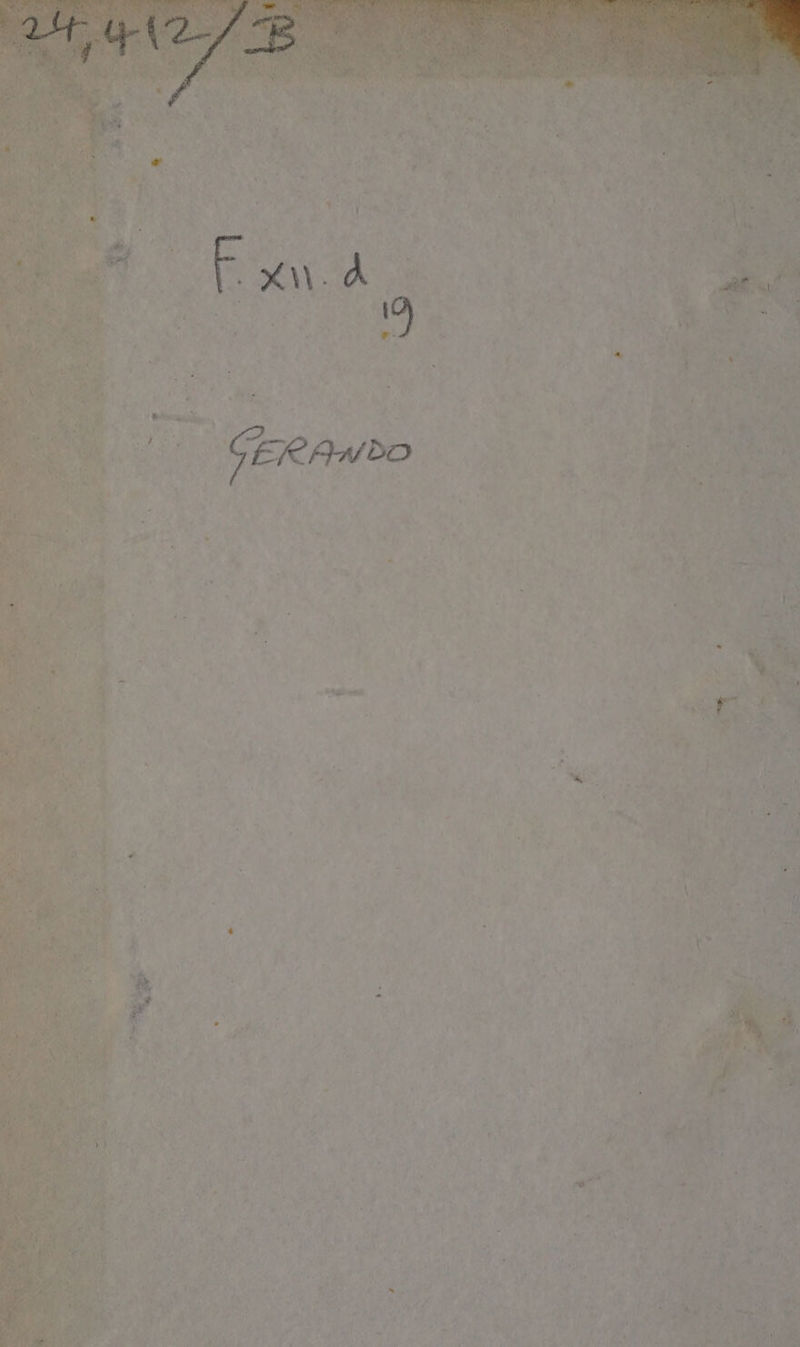 24,412/B
F. XII. d
19
GERANDO